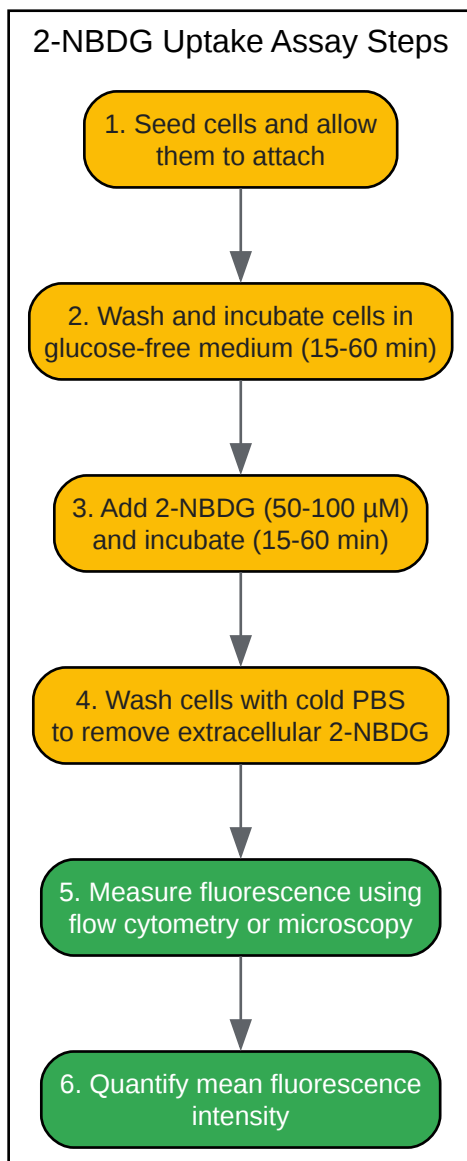 2-NBDG Uptake Assay Steps
1. Seed cells and allow
them to attach
2. Wash and incubate cells in
glucose-free medium (15-60 min)
3. Add 2-NBDG (50-100 µM)
and incubate (15-60 min)
4. Wash cells with cold PBS
to remove extracellular 2-NBDG
5. Measure fluorescence using
flow cytometry or microscopy
6. Quantify mean fluorescence
intensity